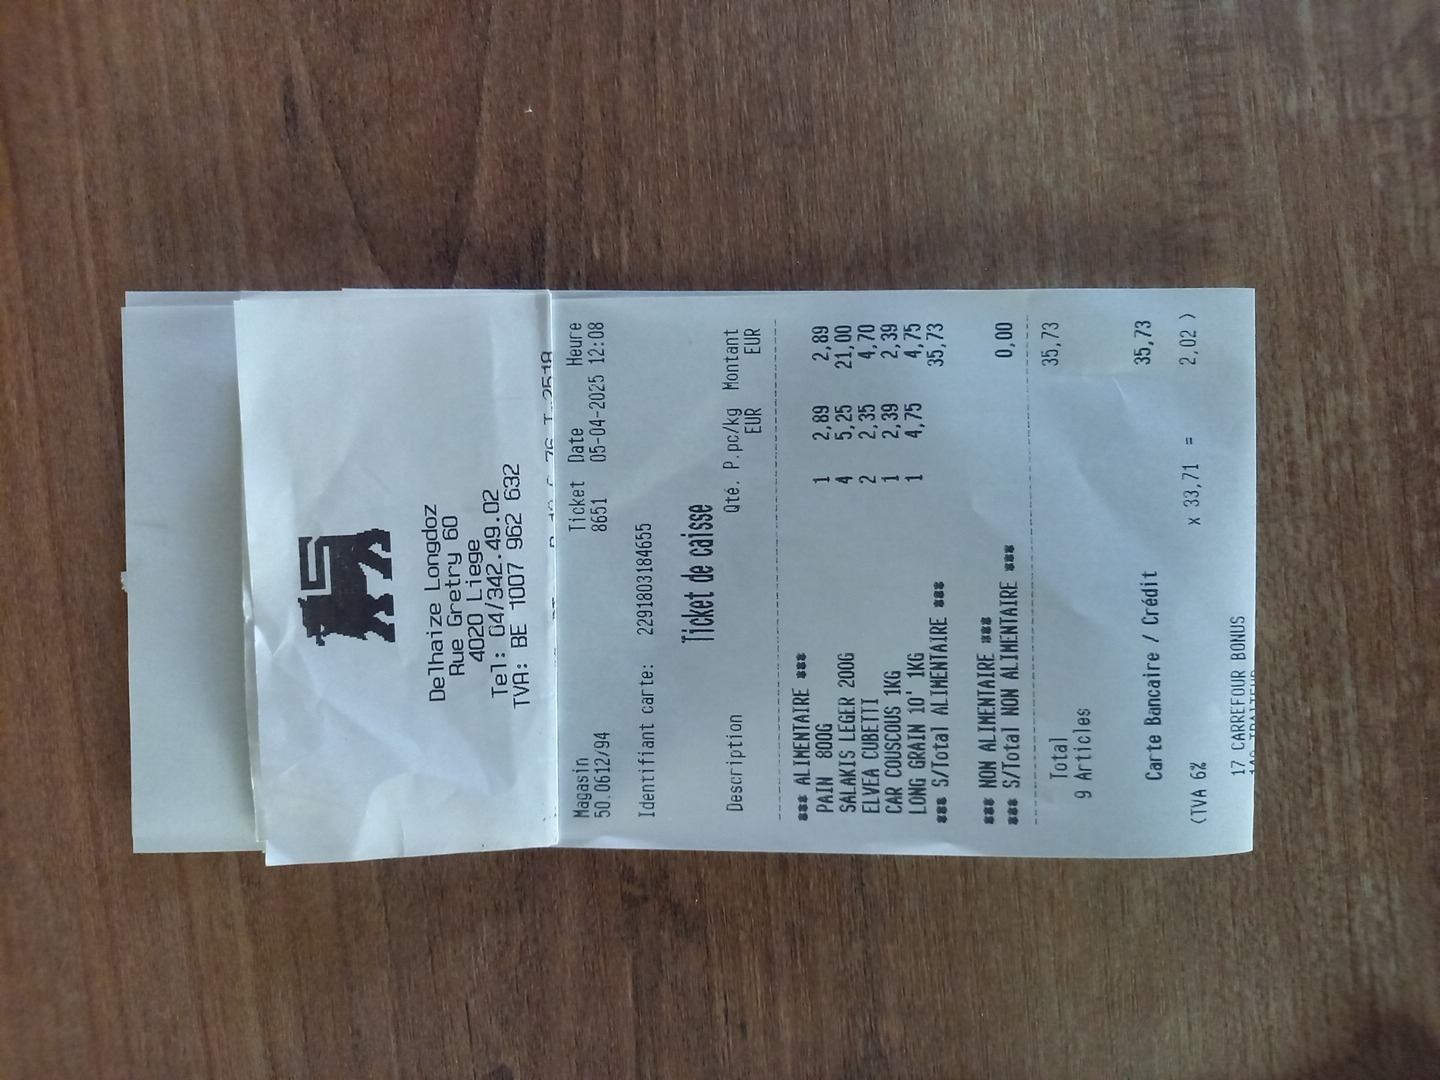 Delhaize Longdoz
Rue Gretry 60
4020 Liege
Tel: 04/342.49.02
TVA: BE 1007 962 632
Magasin Ticket Date Heure
50.0612/94 8651 05-04-2025 12:08
Identifiant carte: 2291803184655
Ticket de caisse
Description Qté. P.pc/kg Montant
EUR EUR
*** ALIMENTAIRE ***
PAIN 800G 1 2,89 2,89
SALAKIS LEGER 200G 4 5,25 21,00
ELVEA CUBETTI 2 2,35 4,70
CAR COUSCOUS 1KG 1 2,39 2,39
LONG GRAIN 10' 1KG 1 4,75 4,75
*** S/Total ALIMENTAIRE *** 35,73
*** NON ALIMENTAIRE ***
*** S/Total NON ALIMENTAIRE *** 0,00
Total 35,73
9 Articles
Carte Bancaire / Crédit 35,73
(TVA 6% x 33,71 = 2,02 )
17 CARREFOUR BONUS